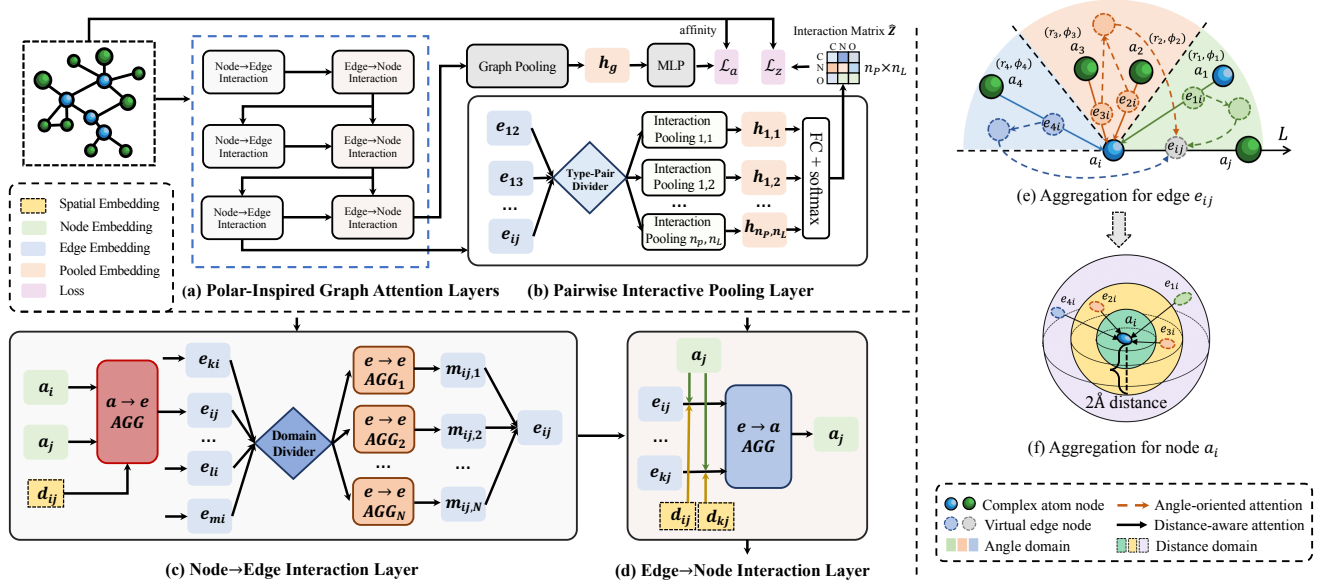 affinity
Interaction Matrix Ẑ
C N O
C
N
O
n_P×n_L
Node→Edge
Interaction
Edge→Node
Interaction
Node→Edge
Interaction
Edge→Node
Interaction
Node→Edge
Interaction
Edge→Node
Interaction
Graph Pooling
h_g
MLP
ℒ_a
ℒ_z
e_12
e_13
...
e_ij
Type-Pair
Divider
Interaction
Pooling 1,1
Interaction
Pooling 1,2
...
Interaction
Pooling n_p, n_L
h_1,1
h_1,2
...
h_{n_P,n_L}
FC + softmax
Spatial Embedding
Node Embedding
Edge Embedding
Pooled Embedding
Loss
(a) Polar-Inspired Graph Attention Layers
(b) Pairwise Interactive Pooling Layer
a_i
a_j
d_ij
a → e
AGG
e_ki
e_ij
...
e_li
e_mi
Domain
Divider
e → e
AGG_1
e → e
AGG_2
...
e → e
AGG_N
m_ij,1
m_ij,2
...
m_ij,N
e_ij
(c) Node→Edge Interaction Layer
a_j
e_ij
...
e_kj
d_ij
d_kj
e → a
AGG
a_j
(d) Edge→Node Interaction Layer
(r_3, ϕ_3)
a_3
(r_2, ϕ_2)
a_2
(r_4, ϕ_4)
a_4
(r_1, ϕ_1)
a_1
e_1i
e_2i
e_3i
e_4i
e_ij
a_i
a_j
L
(e) Aggregation for edge e_ij
e_1i
e_2i
e_4i
a_i
e_3i
2Å distance
(f) Aggregation for node a_i
Complex atom node
Angle-oriented attention
Virtual edge node
Distance-aware attention
Angle domain
Distance domain